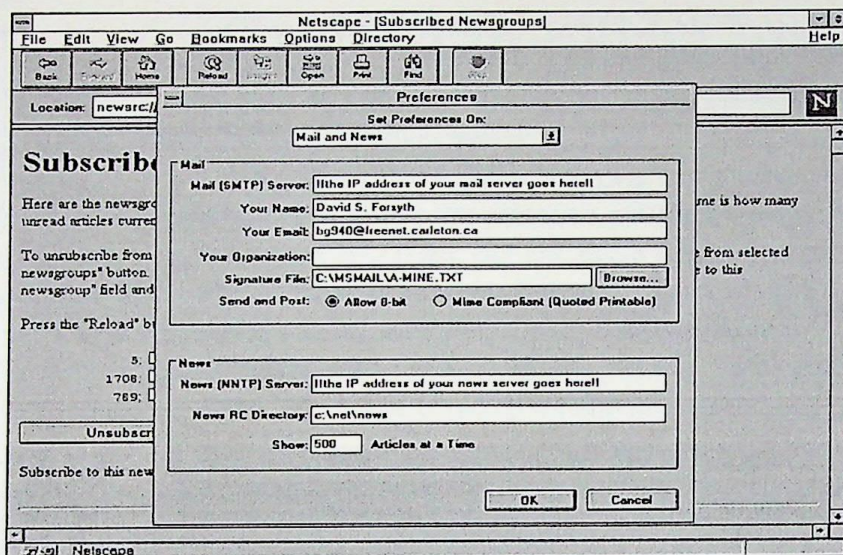 Netscape - [Subscribed Newsgroups]
File Edit View Go Bookmarks Options Directory Help
Back Forward Home Reload Images Open Print Find Stop
Location: newsrc:// N
Preferences
Set Preferences On:
Mail and News
Subscribe
Here are the newsgro
me is how many
unread articles curre
To unsubscribe from
e from selected
newsgroups" button.
e to this
newsgroup" field and
Press the "Reload" b
5;
1708;
769;
Unsubscr
Subscribe to this new
Mail
Mail (SMTP) Server: !!the IP address of your mail server goes here!!
Your Name: David S. Forsyth
Your Email: bg940@freenet.carleton.ca
Your Organization:
Signature File: C:\MSMAIL\A-MINE.TXT Browse...
Send and Post: Allow 8-bit Mime Compliant (Quoted Printable)
News
News (NNTP) Server: !!the IP address of your news server goes here!!
News RC Directory: c:\net\news
Show: 500 Articles at a Time
OK Cancel
Netscape